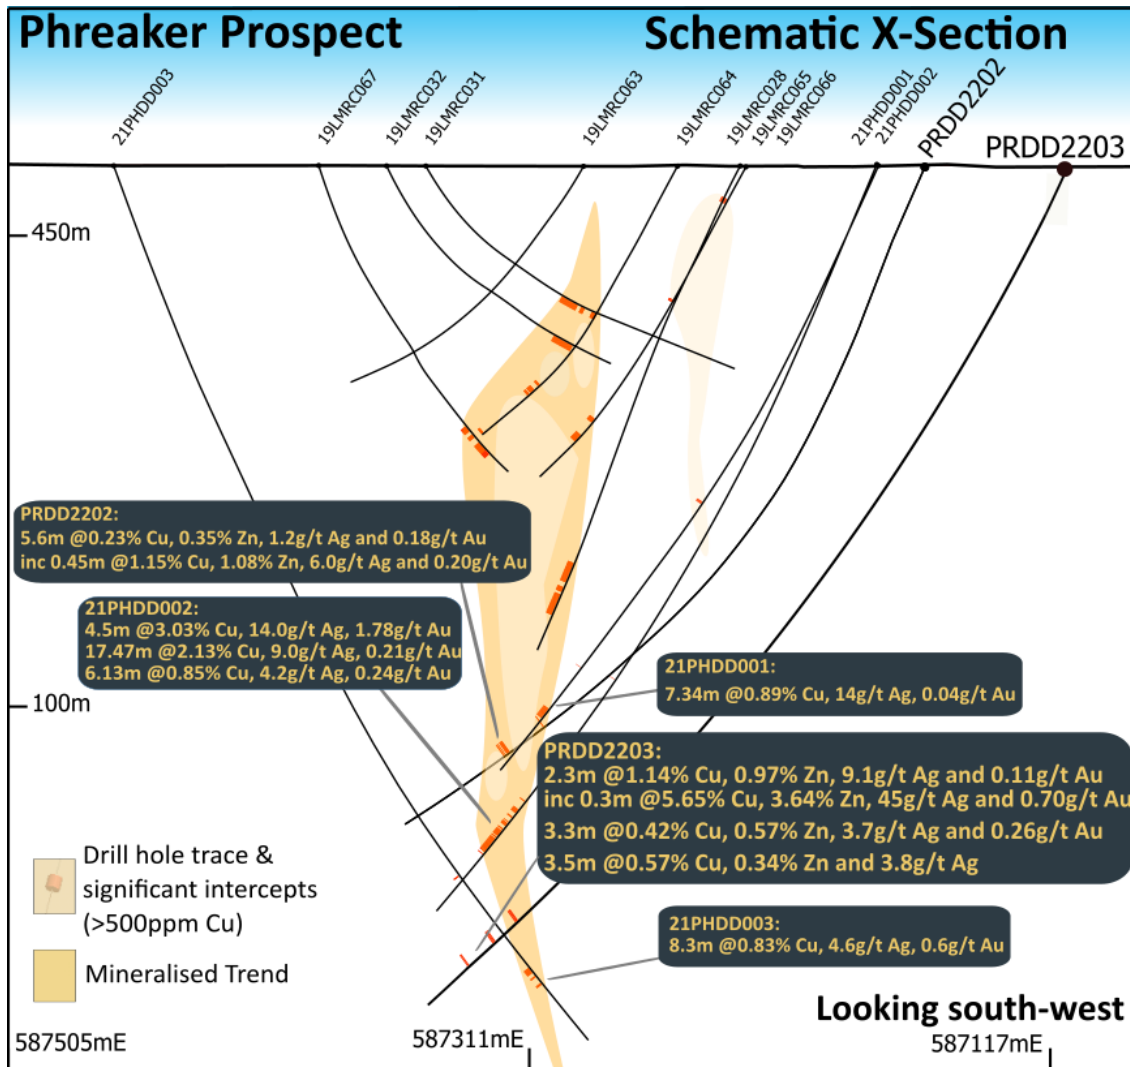 Phreaker Prospect
Schematic X-Section
21PHDD003
19LMRC067
19LMRC032
19LMRC031
19LMRC063
19LMRC064
19LMRC028
19LMRC065
19LMRC066
21PHDD001
21PHDD002
PRDD2202
PRDD2203
450m
PRDD2202:
5.6m @0.23% Cu, 0.35% Zn, 1.2g/t Ag and 0.18g/t Au
inc 0.45m @1.15% Cu, 1.08% Zn, 6.0g/t Ag and 0.20g/t Au
21PHDD002:
4.5m @3.03% Cu, 14.0g/t Ag, 1.78g/t Au
17.47m @2.13% Cu, 9.0g/t Ag, 0.21g/t Au
6.13m @0.85% Cu, 4.2g/t Ag, 0.24g/t Au
21PHDD001:
7.34m @0.89% Cu, 14g/t Ag, 0.04g/t Au
100m
PRDD2203:
2.3m @1.14% Cu, 0.97% Zn, 9.1g/t Ag and 0.11g/t Au
inc 0.3m @5.65% Cu, 3.64% Zn, 45g/t Ag and 0.70g/t Au
3.3m @0.42% Cu, 0.57% Zn, 3.7g/t Ag and 0.26g/t Au
3.5m @0.57% Cu, 0.34% Zn and 3.8g/t Ag
Drill hole trace &
significant intercepts
(>500ppm Cu)
Mineralised Trend
21PHDD003:
8.3m @0.83% Cu, 4.6g/t Ag, 0.6g/t Au
Looking south-west
587505mE
587311mE
587117mE